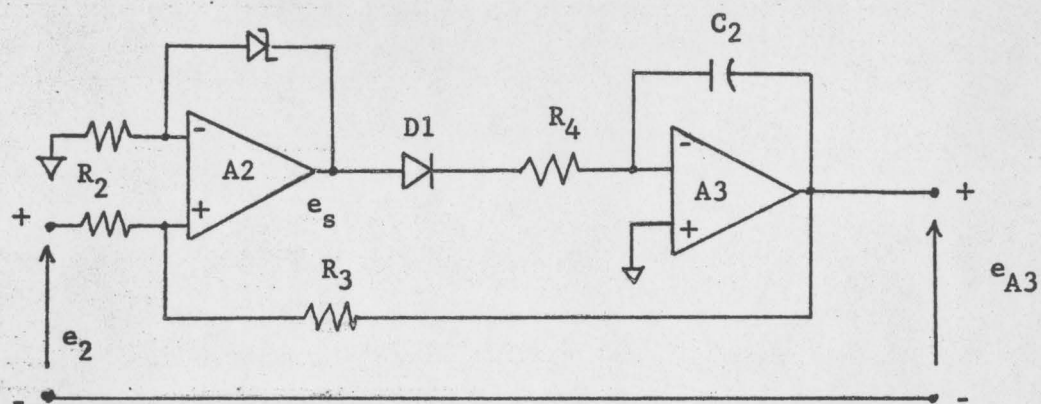 C2
D1
R4
-
A2
+
R2
es
-
A3
+
+
+
R3
eA3
e2
-
-